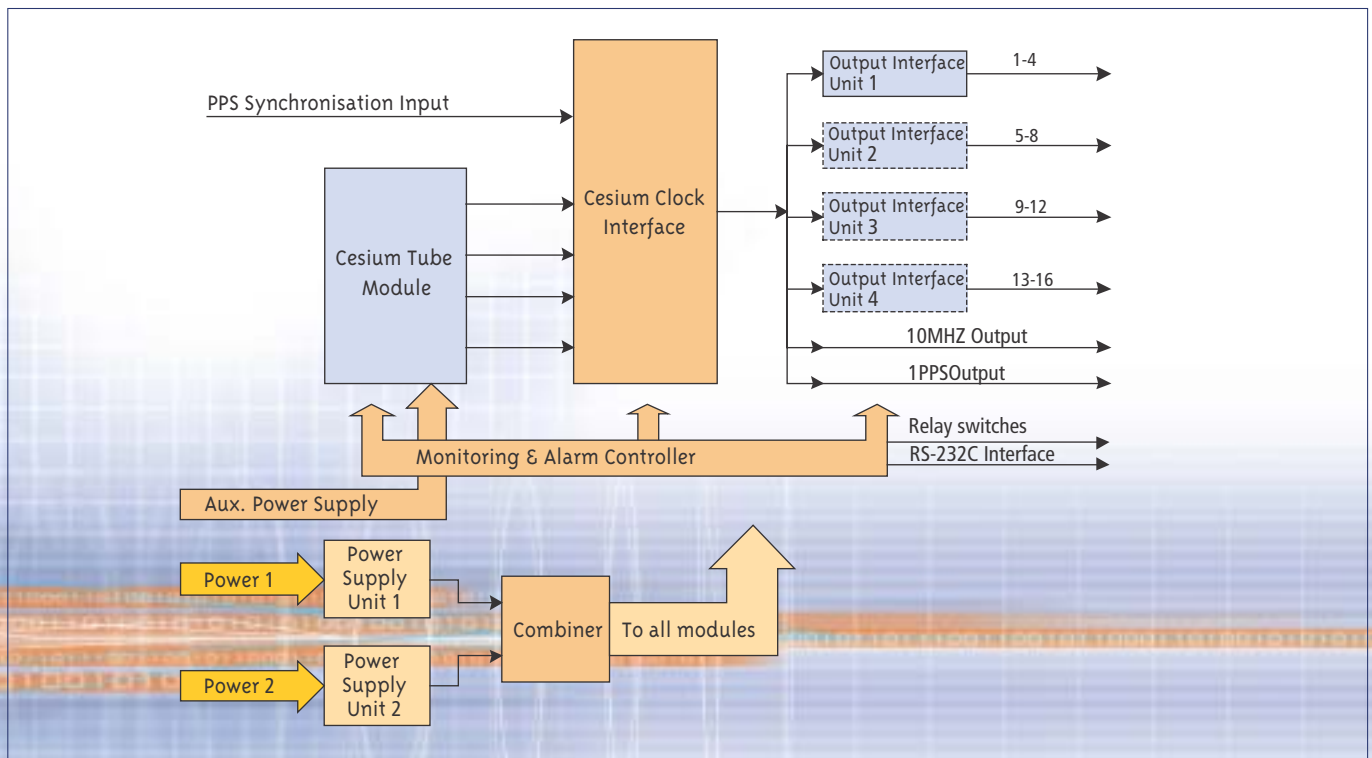 PPS Synchronisation Input
Cesium Tube
Module
Cesium Clock
Interface
Output Interface
Unit 1
1-4
Output Interface
Unit 2
5-8
Output Interface
Unit 3
9-12
Output Interface
Unit 4
13-16
10MHZ Output
1PPSOutput
Relay switches
RS-232C Interface
Monitoring & Alarm Controller
Aux. Power Supply
Power 1
Power
Supply
Unit 1
Combiner
To all modules
Power 2
Power
Supply
Unit 2